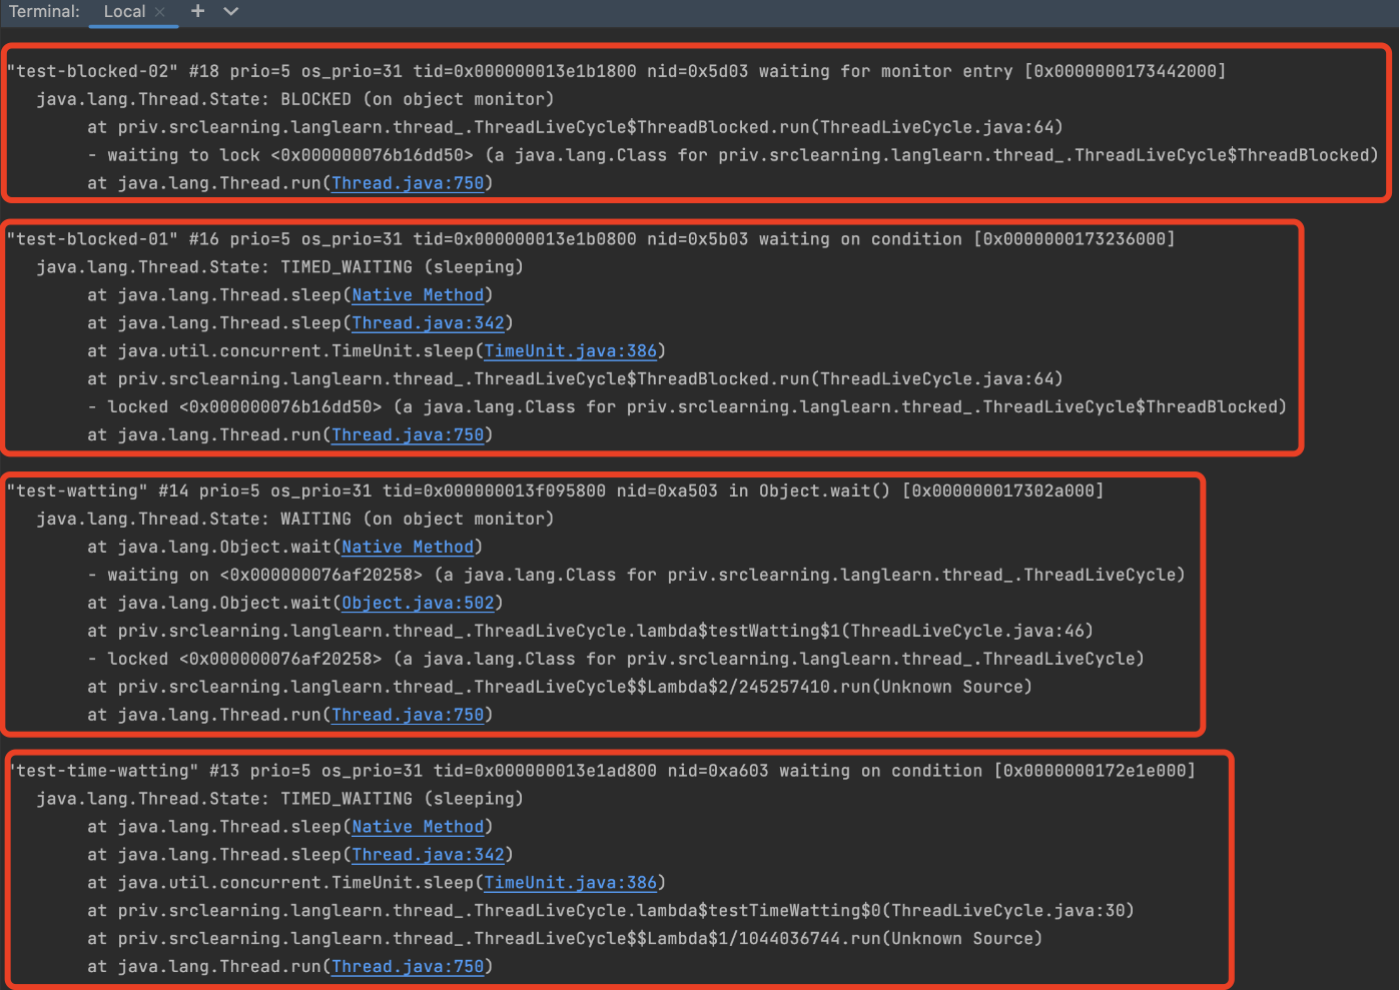 Terminal: Local × +
"test-blocked-02" #18 prio=5 os_prio=31 tid=0x000000013e1b1800 nid=0x5d03 waiting for monitor entry [0x0000000173442000]
java.lang.Thread.State: BLOCKED (on object monitor)
at priv.srclearning.langlearn.thread_.ThreadLiveCycle$ThreadBlocked.run(ThreadLiveCycle.java:64)
- waiting to lock <0x000000076b16dd50> (a java.lang.Class for priv.srclearning.langlearn.thread_.ThreadLiveCycle$ThreadBlocked)
at java.lang.Thread.run(Thread.java:750)
"test-blocked-01" #16 prio=5 os_prio=31 tid=0x000000013e1b0800 nid=0x5b03 waiting on condition [0x0000000173236000]
java.lang.Thread.State: TIMED_WAITING (sleeping)
at java.lang.Thread.sleep(Native Method)
at java.lang.Thread.sleep(Thread.java:342)
at java.util.concurrent.TimeUnit.sleep(TimeUnit.java:386)
at priv.srclearning.langlearn.thread_.ThreadLiveCycle$ThreadBlocked.run(ThreadLiveCycle.java:64)
- locked <0x000000076b16dd50> (a java.lang.Class for priv.srclearning.langlearn.thread_.ThreadLiveCycle$ThreadBlocked)
at java.lang.Thread.run(Thread.java:750)
"test-watting" #14 prio=5 os_prio=31 tid=0x000000013f095800 nid=0xa503 in Object.wait() [0x000000017302a000]
java.lang.Thread.State: WAITING (on object monitor)
at java.lang.Object.wait(Native Method)
- waiting on <0x000000076af20258> (a java.lang.Class for priv.srclearning.langlearn.thread_.ThreadLiveCycle)
at java.lang.Object.wait(Object.java:502)
at priv.srclearning.langlearn.thread_.ThreadLiveCycle.lambda$testWatting$1(ThreadLiveCycle.java:46)
- locked <0x000000076af20258> (a java.lang.Class for priv.srclearning.langlearn.thread_.ThreadLiveCycle)
at priv.srclearning.langlearn.thread_.ThreadLiveCycle$$Lambda$2/245257410.run(Unknown Source)
at java.lang.Thread.run(Thread.java:750)
"test-time-watting" #13 prio=5 os_prio=31 tid=0x000000013e1ad800 nid=0xa603 waiting on condition [0x0000000172e1e000]
java.lang.Thread.State: TIMED_WAITING (sleeping)
at java.lang.Thread.sleep(Native Method)
at java.lang.Thread.sleep(Thread.java:342)
at java.util.concurrent.TimeUnit.sleep(TimeUnit.java:386)
at priv.srclearning.langlearn.thread_.ThreadLiveCycle.lambda$testTimeWatting$0(ThreadLiveCycle.java:30)
at priv.srclearning.langlearn.thread_.ThreadLiveCycle$$Lambda$1/1044036744.run(Unknown Source)
at java.lang.Thread.run(Thread.java:750)